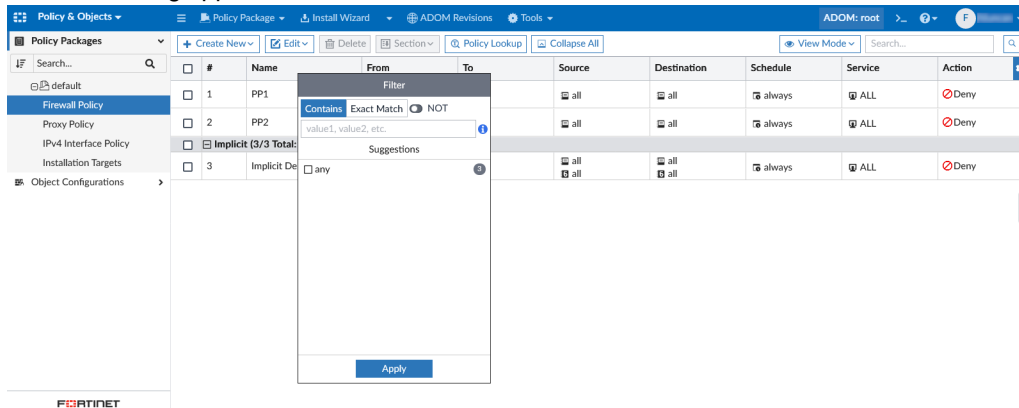 Policy & Objects
Policy Package Install Wizard ADOM Revisions Tools ADOM: root >_ F
Policy Packages
Create New Edit Delete Section Policy Lookup Collapse All View Mode Search...
Search...
# Name From To Source Destination Schedule Service Action
default
Filter
1 PP1 all all always ALL Deny
Firewall Policy
Contains Exact Match NOT
Proxy Policy
2 PP2 value1, value2, etc. all all always ALL Deny
IPv4 Interface Policy
Implicit (3/3 Total:
Suggestions
Installation Targets
3 Implicit De any 3 all all always ALL Deny
all all
Object Configurations
Apply
FORTINET